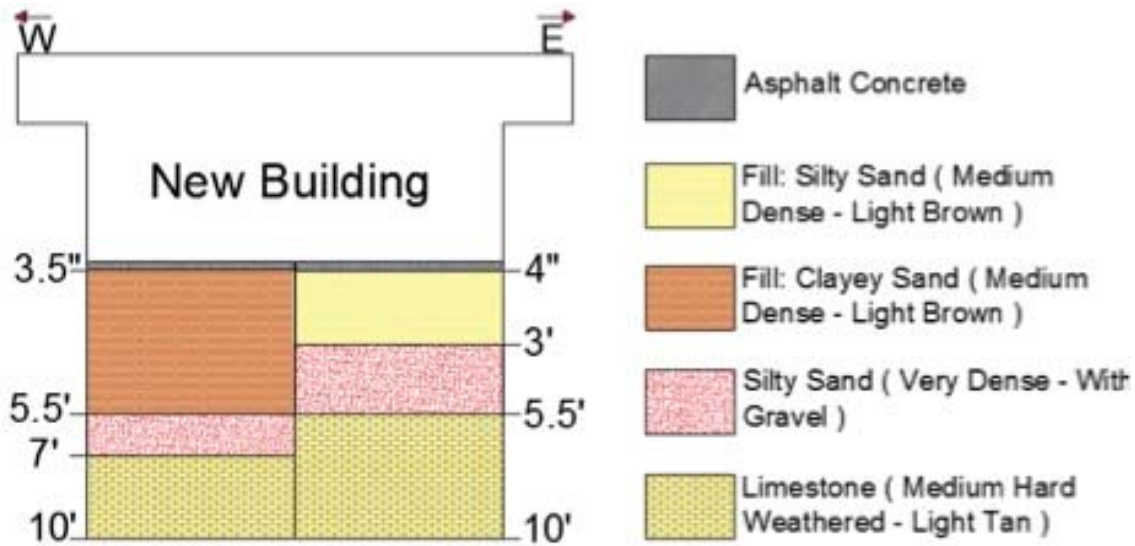 W
E
New Building
3.5"
4"
3'
5.5'
5.5'
7'
10'
10'
Asphalt Concrete
Fill: Silty Sand ( Medium
Dense - Light Brown )
Fill: Clayey Sand ( Medium
Dense - Light Brown )
Silty Sand ( Very Dense - With
Gravel )
Limestone ( Medium Hard
Weathered - Light Tan )